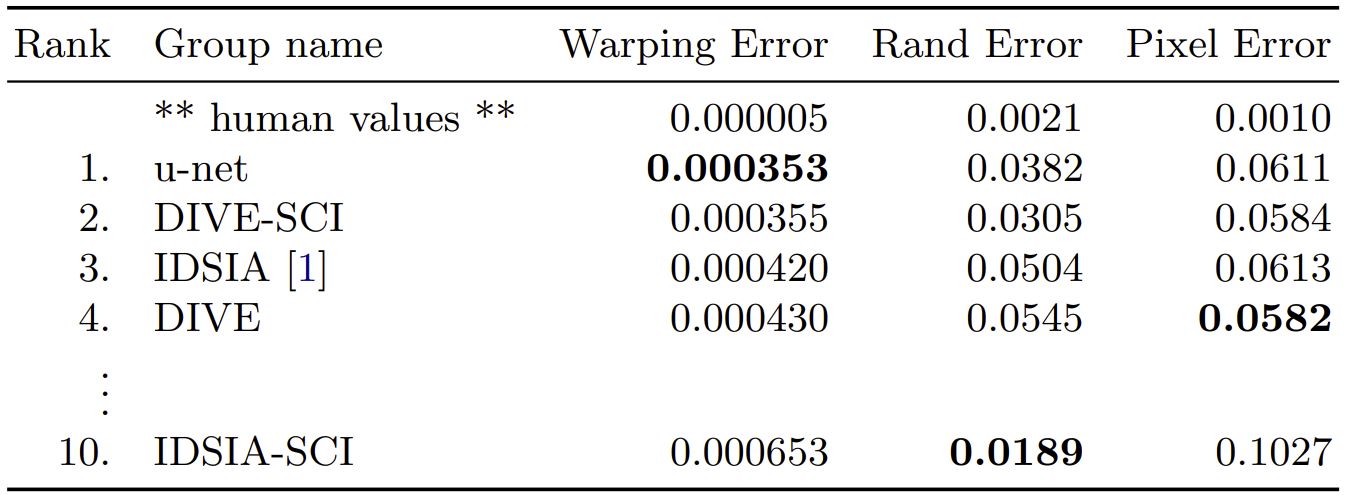 Rank Group name Warping Error Rand Error Pixel Error
** human values ** 0.000005 0.0021 0.0010
1. u-net 0.000353 0.0382 0.0611
2. DIVE-SCI 0.000355 0.0305 0.0584
3. IDSIA [1] 0.000420 0.0504 0.0613
4. DIVE 0.000430 0.0545 0.0582
⋮
10. IDSIA-SCI 0.000653 0.0189 0.1027